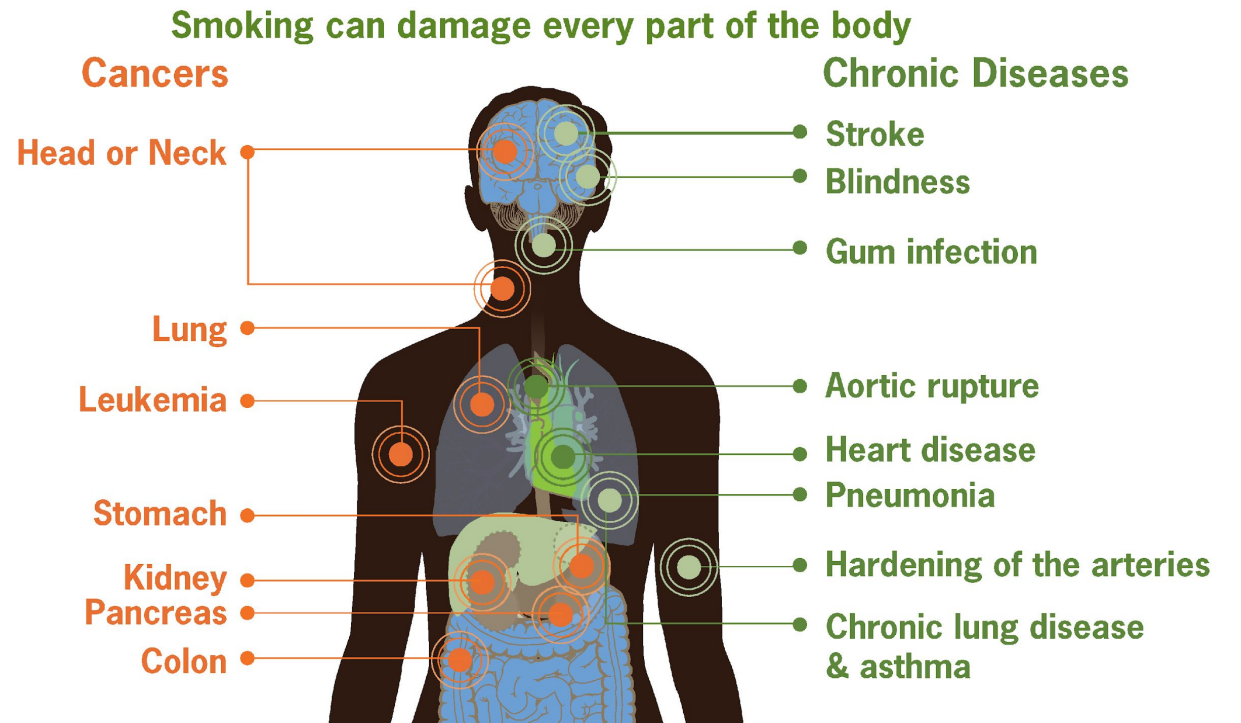 Smoking can damage every part of the body
Cancers
Head or Neck
Lung
Leukemia
Stomach
Kidney
Pancreas
Colon
Chronic Diseases
Stroke
Blindness
Gum infection
Aortic rupture
Heart disease
Pneumonia
Hardening of the arteries
Chronic lung disease
& asthma